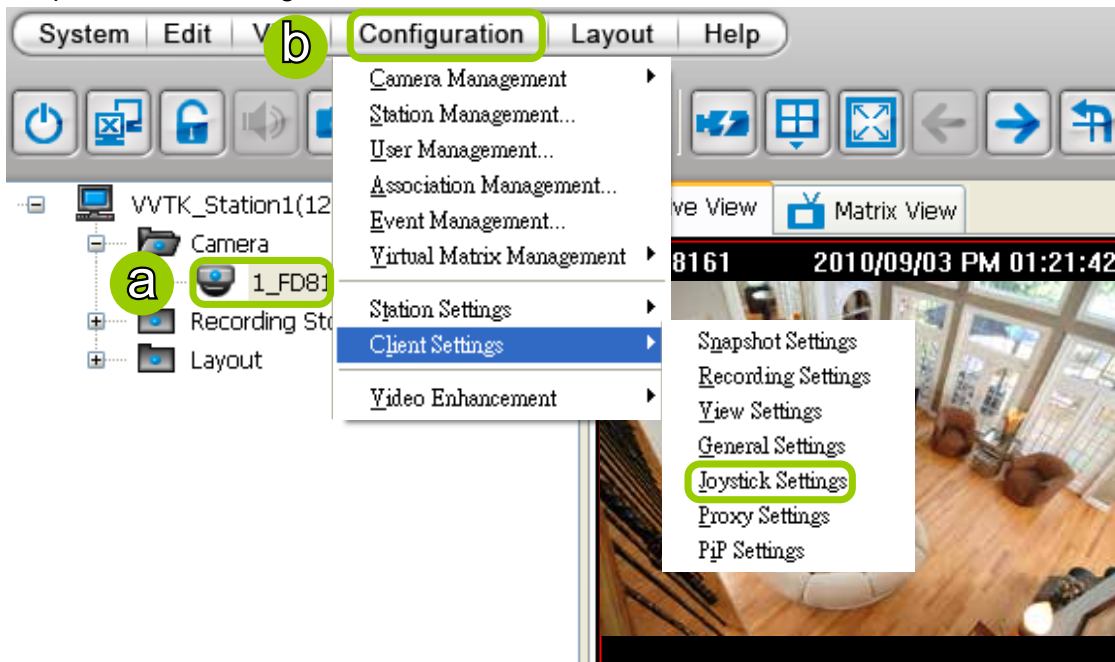 System Edit V Configuration Layout Help
b
Camera Management
Station Management...
User Management...
Association Management...
Event Management...
Virtual Matrix Management
Station Settings
Client Settings
Video Enhancement
Snapshot Settings
Recording Settings
View Settings
General Settings
Joystick Settings
Proxy Settings
PiP Settings
VVTK_Station1(12
Camera
a
1_FD81
Recording Sto
Layout
ve View Matrix View
8161 2010/09/03 PM 01:21:42